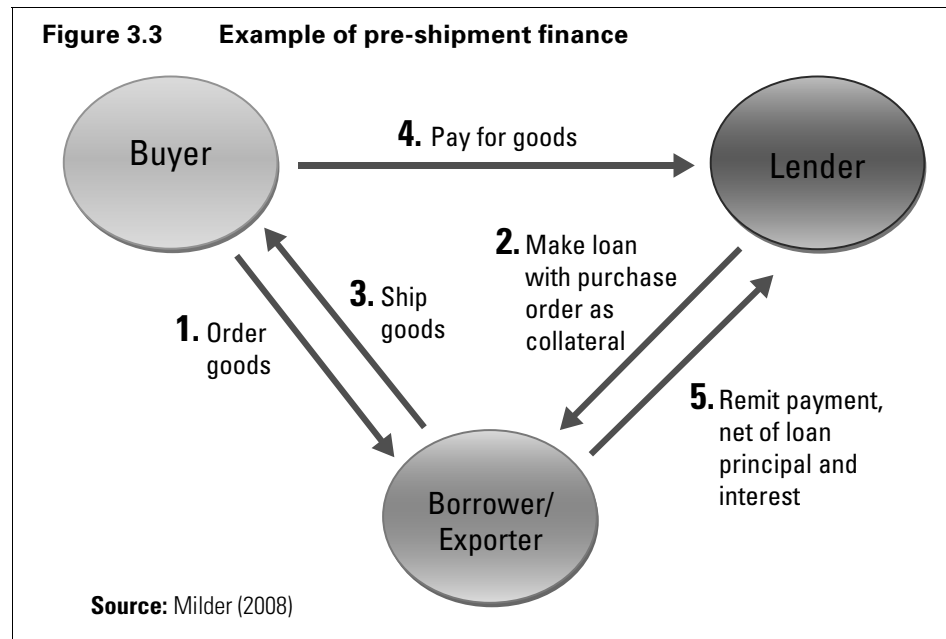 Figure 3.3 Example of pre-shipment finance
Buyer
4. Pay for goods
Lender
2. Make loan
with purchase
order as
collateral
3. Ship
goods
1. Order
goods
5. Remit payment,
net of loan
principal and
interest
Borrower/
Exporter
Source: Milder (2008)